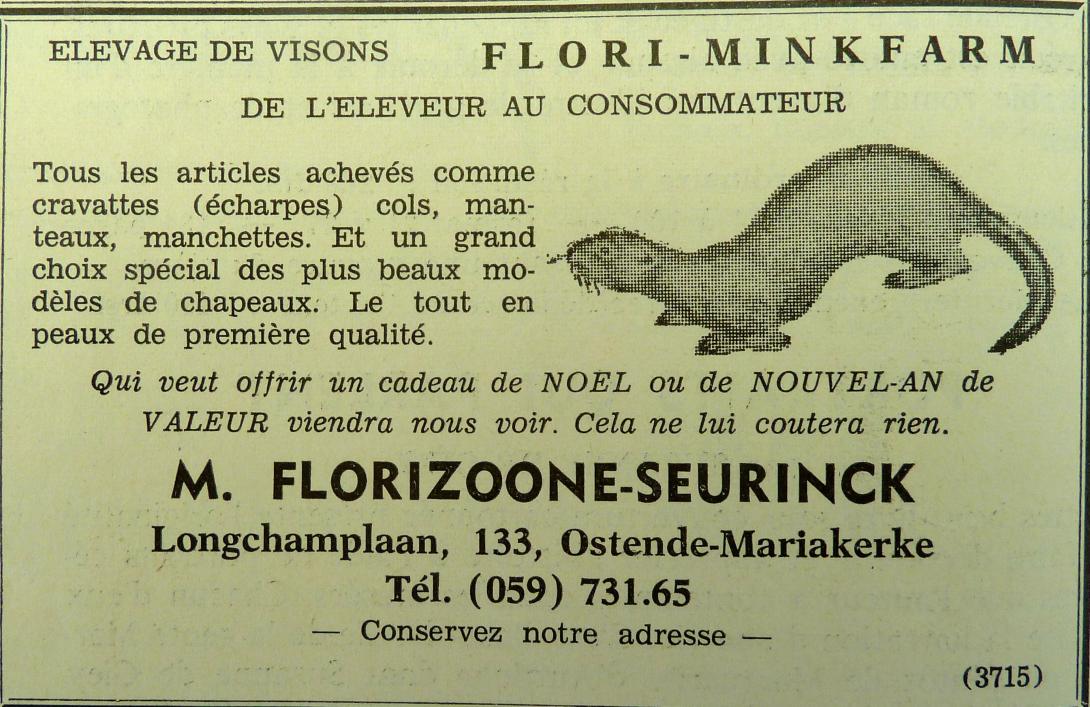 ELEVAGE DE VISONS FLORI-MINKFARM
DE L'ELEVEUR AU CONSOMMATEUR
Tous les articles achevés comme
cravattes (écharpes) cols, man-
teaux, manchettes. Et un grand
choix spécial des plus beaux mo-
dèles de chapeaux. Le tout en
peaux de première qualité.
Qui veut offrir un cadeau de NOEL ou de NOUVEL-AN de
VALEUR viendra nous voir. Cela ne lui coutera rien.
M. FLORIZOONE-SEURINCK
Longchamplaan, 133, Ostende-Mariakerke
Tél. (059) 731.65
— Conservez notre adresse —
(3715)